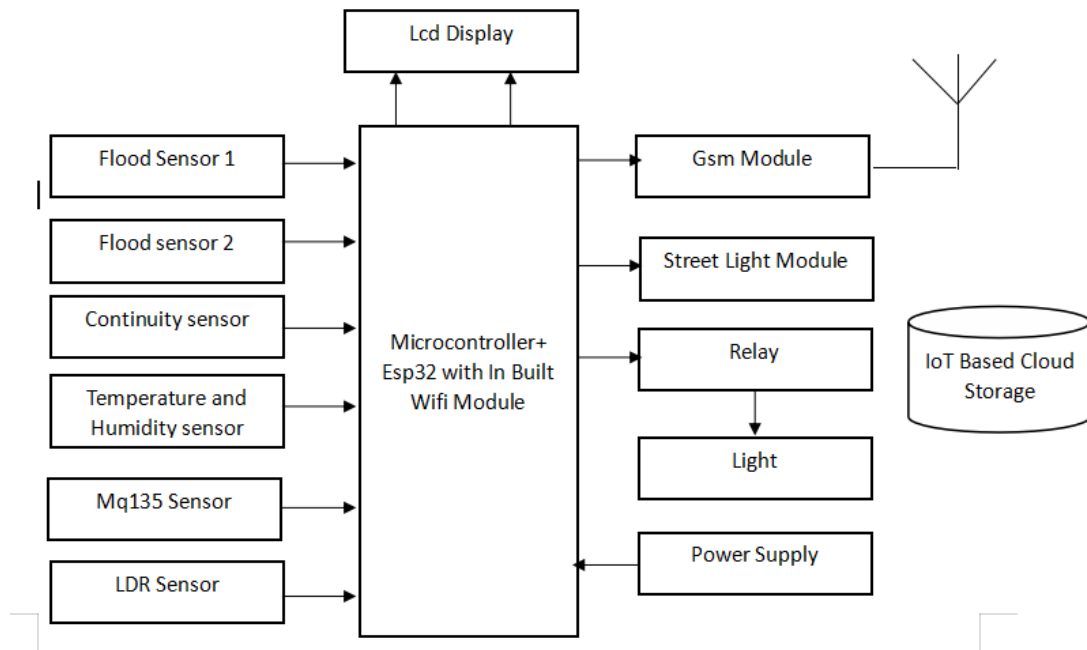 Lcd Display
Flood Sensor 1
Flood sensor 2
Continuity sensor
Temperature and
Humidity sensor
Mq135 Sensor
LDR Sensor
Microcontroller+
Esp32 with In Built
Wifi Module
Gsm Module
Street Light Module
Relay
Light
Power Supply
IoT Based Cloud
Storage